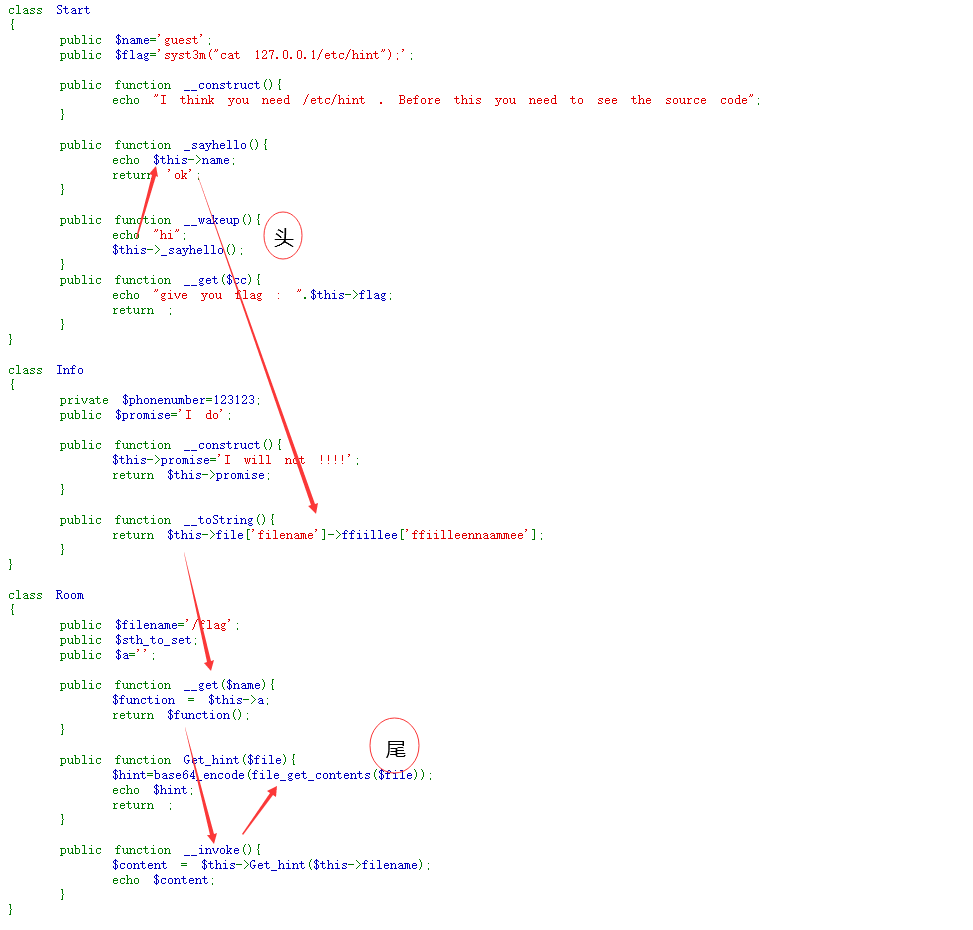 class Start
{
public $name='guest';
public $flag='syst3m("cat 127.0.0.1/etc/hint");';
public function __construct(){
echo "I think you need /etc/hint . Before this you need to see the source code";
}
public function _sayhello(){
echo $this->name;
return 'ok';
}
public function __wakeup(){
echo "hi";
$this->_sayhello();
}
头
public function __get($cc){
echo "give you flag : ".$this->flag;
return ;
}
}
class Info
{
private $phonenumber=123123;
public $promise='I do';
public function __construct(){
$this->promise='I will not !!!!';
return $this->promise;
}
public function __toString(){
return $this->file['filename']->ffiillee['ffiilleennaammee'];
}
}
class Room
{
public $filename='/flag';
public $sth_to_set;
public $a='';
public function __get($name){
$function = $this->a;
return $function();
}
尾
public function Get_hint($file){
$hint=base64_encode(file_get_contents($file));
echo $hint;
return ;
}
public function __invoke(){
$content = $this->Get_hint($this->filename);
echo $content;
}
}